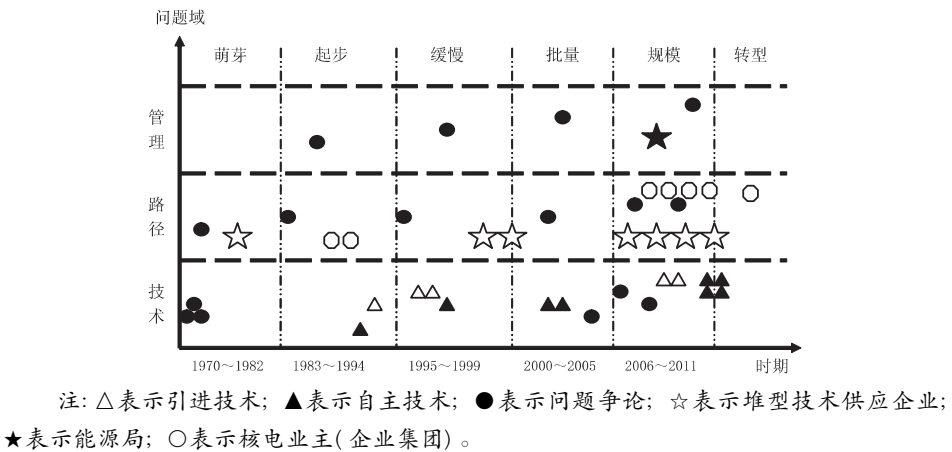 问题域
萌芽 起步 缓慢 批量 规模 转型
管
理
路
径
技
术
1970～1982 1983～1994 1995～1999 2000～2005 2006～2011 时期
注: △表示引进技术; ▲表示自主技术; ●表示问题争论; ☆表示堆型技术供应企业;
★表示能源局; ○表示核电业主( 企业集团) 。